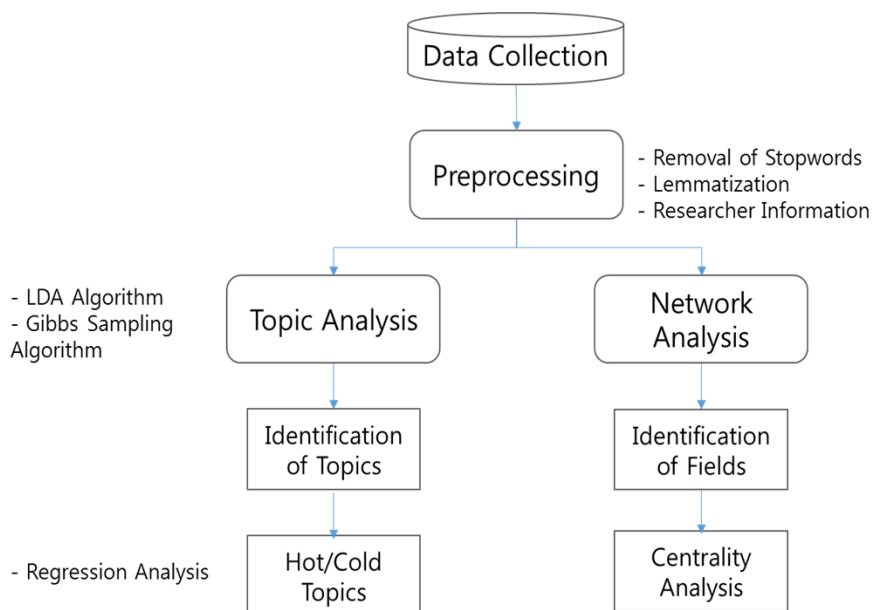 Data Collection
Preprocessing
- Removal of Stopwords
- Lemmatization
- Researcher Information
- LDA Algorithm
- Gibbs Sampling
Algorithm
Topic Analysis
Network
Analysis
Identification
of Topics
Identification
of Fields
- Regression Analysis
Hot/Cold
Topics
Centrality
Analysis